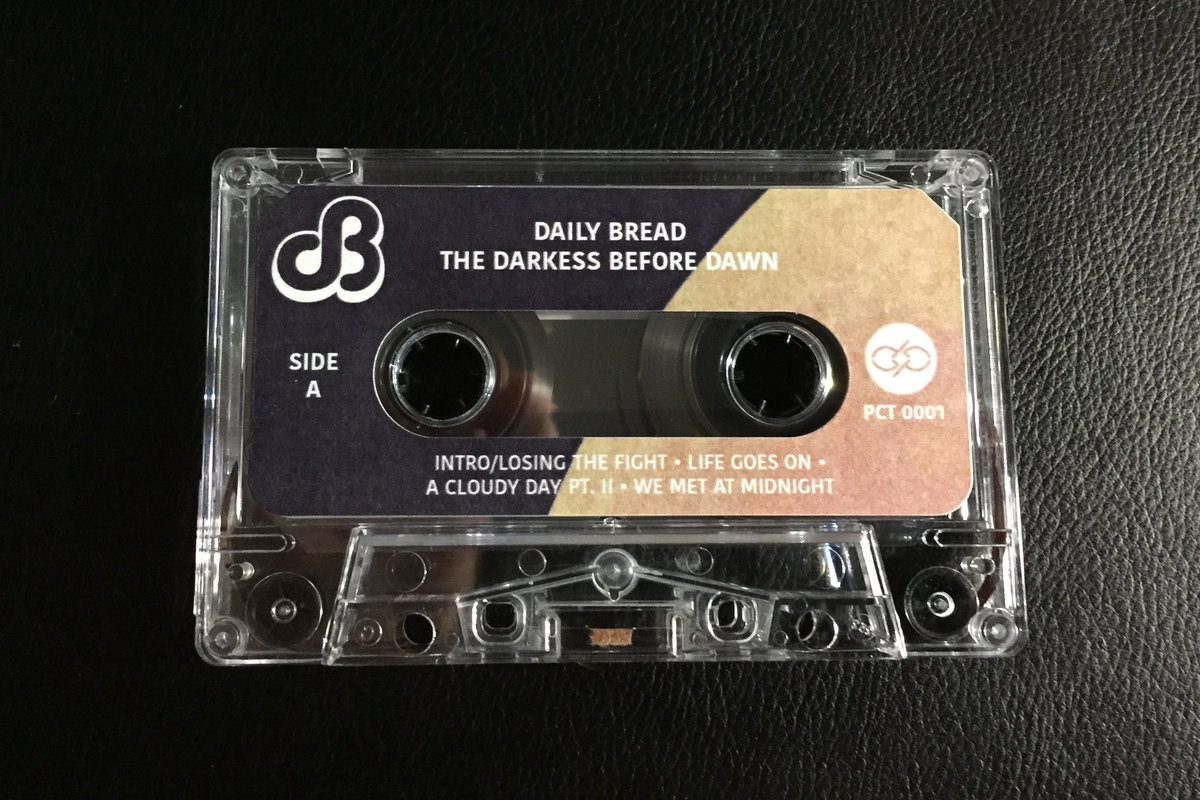 dB
DAILY BREAD
THE DARKESS BEFORE DAWN
SIDE
A
PCT 0001
INTRO/LOSING THE FIGHT • LIFE GOES ON •
A CLOUDY DAY PT. II • WE MET AT MIDNIGHT